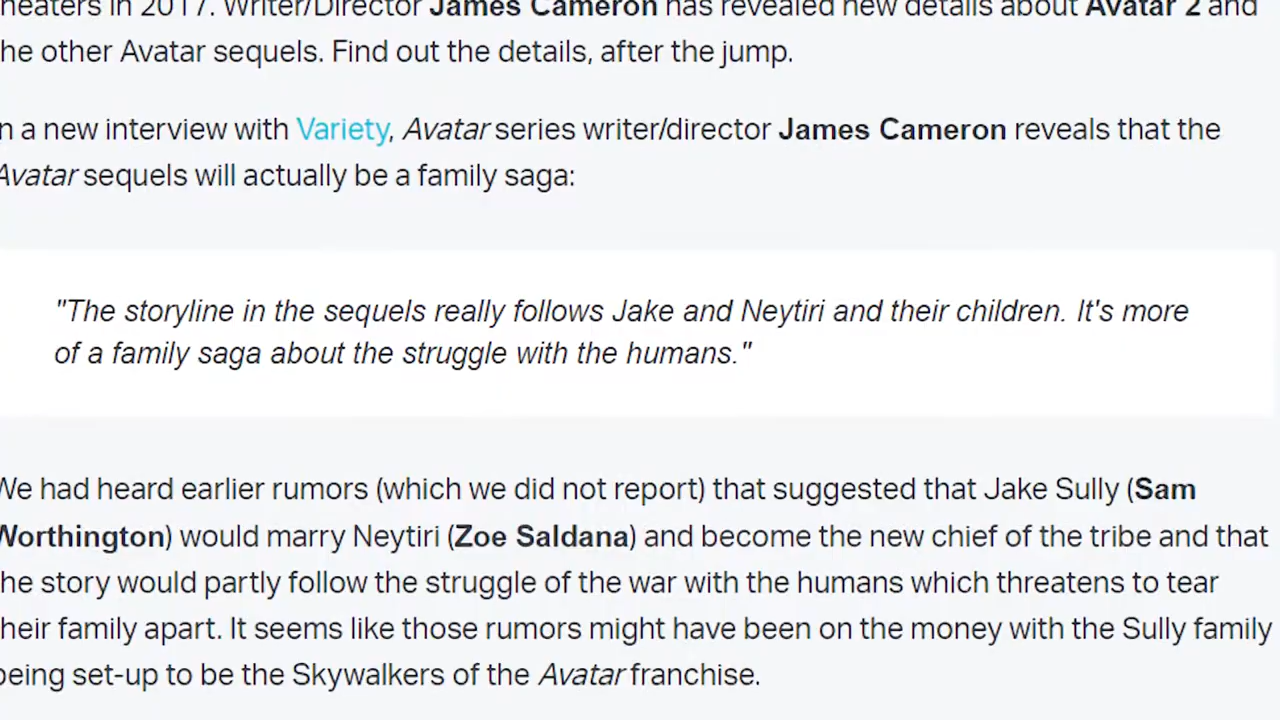 heaters in 2017. Writer/Director James Cameron has revealed new details about Avatar 2 and
he other Avatar sequels. Find out the details, after the jump.
n a new interview with Variety, Avatar series writer/director James Cameron reveals that the
Avatar sequels will actually be a family saga:
"The storyline in the sequels really follows Jake and Neytiri and their children. It's more
of a family saga about the struggle with the humans."
We had heard earlier rumors (which we did not report) that suggested that Jake Sully (Sam
Worthington) would marry Neytiri (Zoe Saldana) and become the new chief of the tribe and that
he story would partly follow the struggle of the war with the humans which threatens to tear
heir family apart. It seems like those rumors might have been on the money with the Sully family
being set-up to be the Skywalkers of the Avatar franchise.